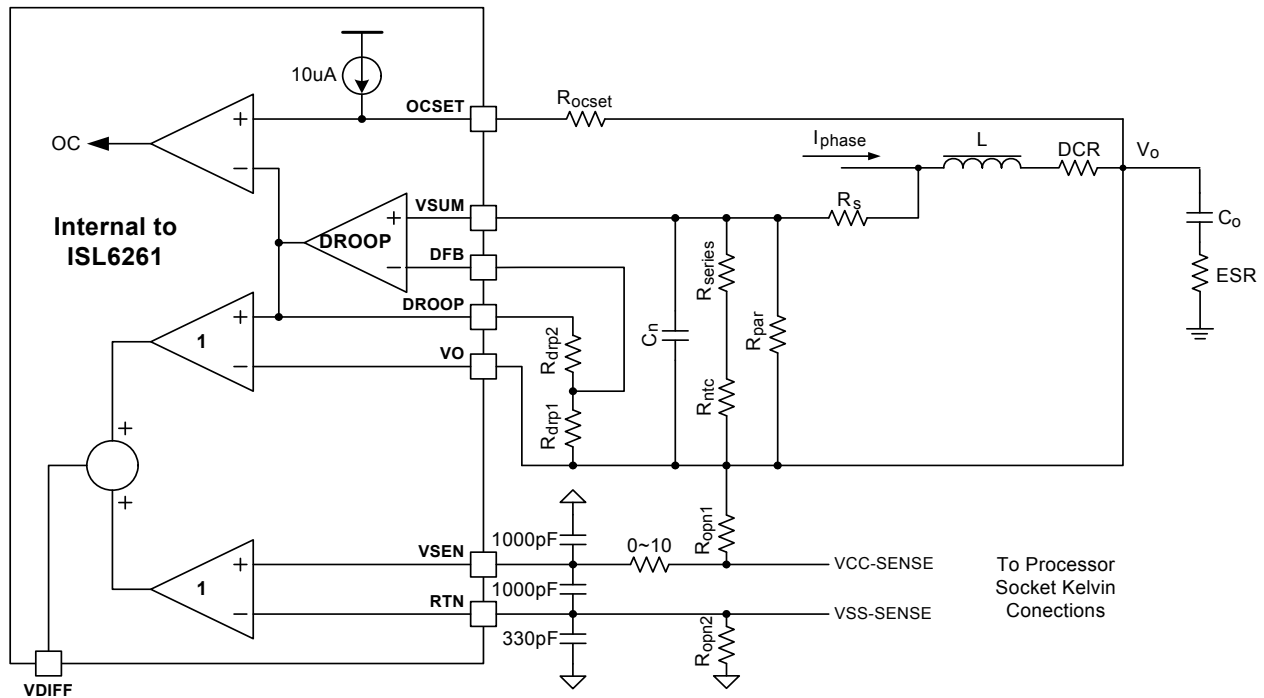 10uA
OCSET
Rocset
OC
+
−
Iphase
L
DCR
Vo
Internal to
ISL6261
VSUM
Rs
DROOP
+
−
DFB
Co
ESR
DROOP
Rseries
Cn
Rpar
1
+
−
VO
Rdrp2
Rntc
Rdrp1
+
+
1000pF
Ropn1
VSEN
0~10
VCC-SENSE
To Processor
Socket Kelvin
Conections
1
+
−
1000pF
RTN
VSS-SENSE
330pF
Ropn2
VDIFF